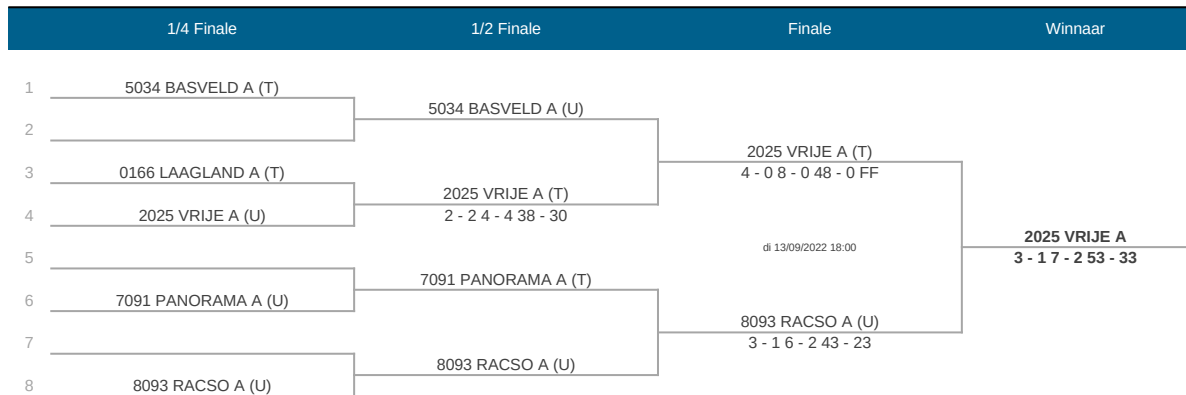 1/4 Finale 1/2 Finale Finale Winnaar
1 5034 BASVELD A (T)
5034 BASVELD A (U)
2
2025 VRIJE A (T)
3 0166 LAAGLAND A (T)
4 - 0 8 - 0 48 - 0 FF
2025 VRIJE A (T)
4 2025 VRIJE A (U)
2 - 2 4 - 4 38 - 30
2025 VRIJE A
di 13/09/2022 18:00
5
3 - 1 7 - 2 53 - 33
7091 PANORAMA A (T)
6 7091 PANORAMA A (U)
8093 RACSO A (U)
7
3 - 1 6 - 2 43 - 23
8093 RACSO A (U)
8 8093 RACSO A (U)